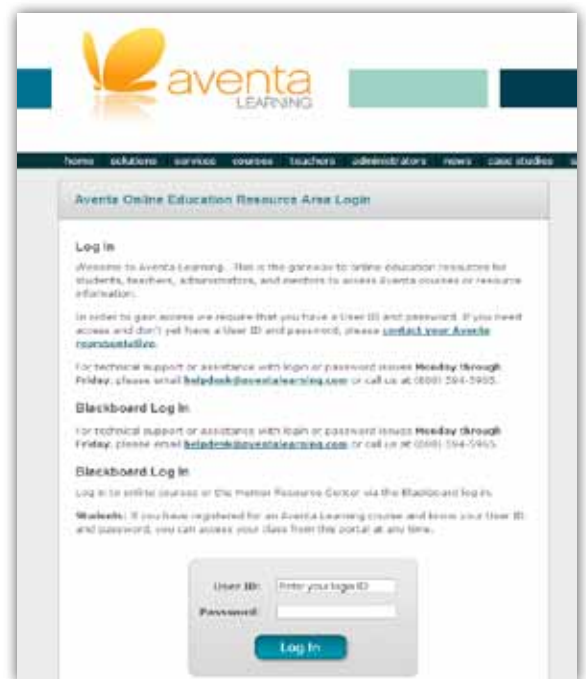 aventa
LEARNING
home solutions services courses teachers administrators news case studies
Aventa Online Education Resource Area Login
Log in
Welcome to Aventa Learning. This is the gateway to online education resources for
students, teachers, administrators, and mentors to access Aventa courses or resource
information.
In order to gain access we require that you have a User ID and password. If you need
access and don't yet have a User ID and password, please contact your Aventa
representative.
For technical support or assistance with login or password issues Monday through
Friday, please email helpdesk@aventalearning.com or call us at
Blackboard Log In
For technical support or assistance with login or password issues Monday through
Friday, please email helpdesk@aventalearning.com or call us at
Blackboard Log In
Log in to online courses or the Mentor Resource Center via the Blackboard log in.
Students: If you have registered for an Aventa Learning course and know your User ID
and password, you can access your class from this portal at any time.
User ID: Enter your login ID
Password:
Log In